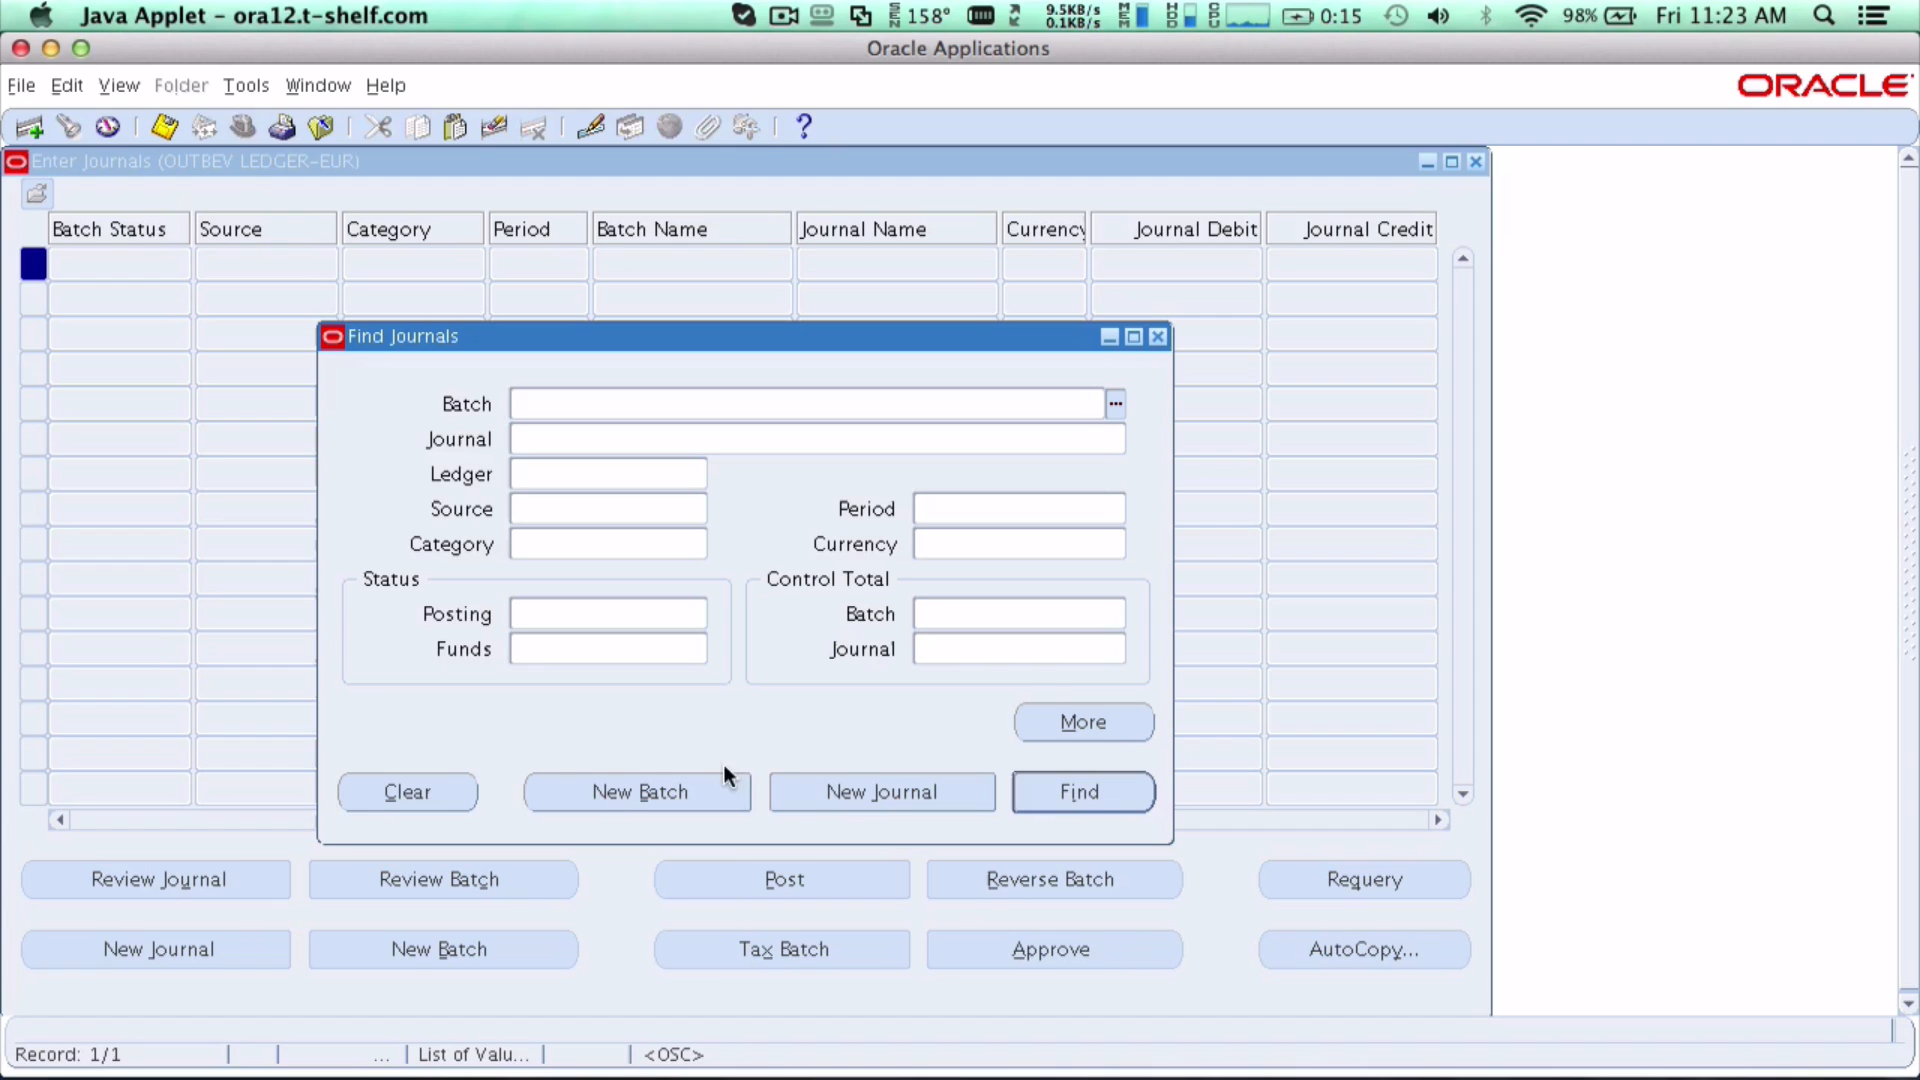 Java Applet - ora12.t-shelf.com
SEN 158° 9.5KB/s 0.1KB/s MEM HDD CPU 0:15 98% Fri 11:23 AM
Oracle Applications
File Edit View Folder Tools Window Help
ORACLE
?
Enter Journals (OUTBEV LEDGER-EUR)
Batch Status Source Category Period Batch Name Journal Name Currency Journal Debit Journal Credit
Find Journals
Batch ...
Journal
Ledger
Source Period
Category Currency
Status Control Total
Posting Batch
Funds Journal
More
Clear New Batch New Journal Find
Review Journal Review Batch Post Reverse Batch Requery
New Journal New Batch Tax Batch Approve AutoCopy...
Record: 1/1 ... List of Valu... <OSC>